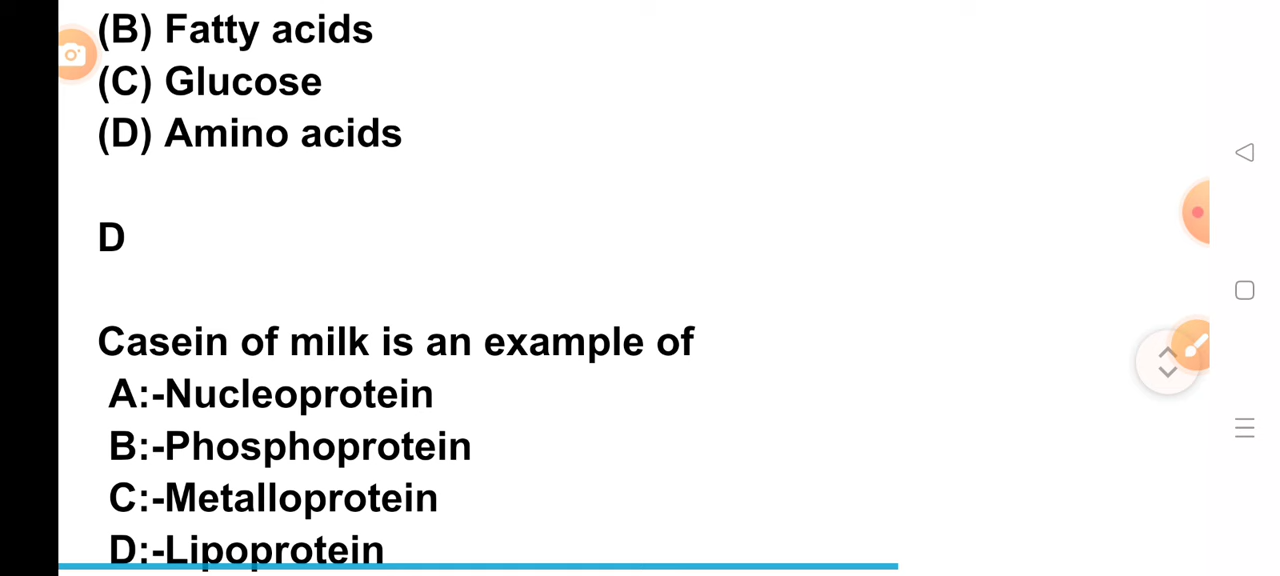 (B) Fatty acids
(C) Glucose
(D) Amino acids
D
Casein of milk is an example of
A:-Nucleoprotein
B:-Phosphoprotein
C:-Metalloprotein
D:-Lipoprotein